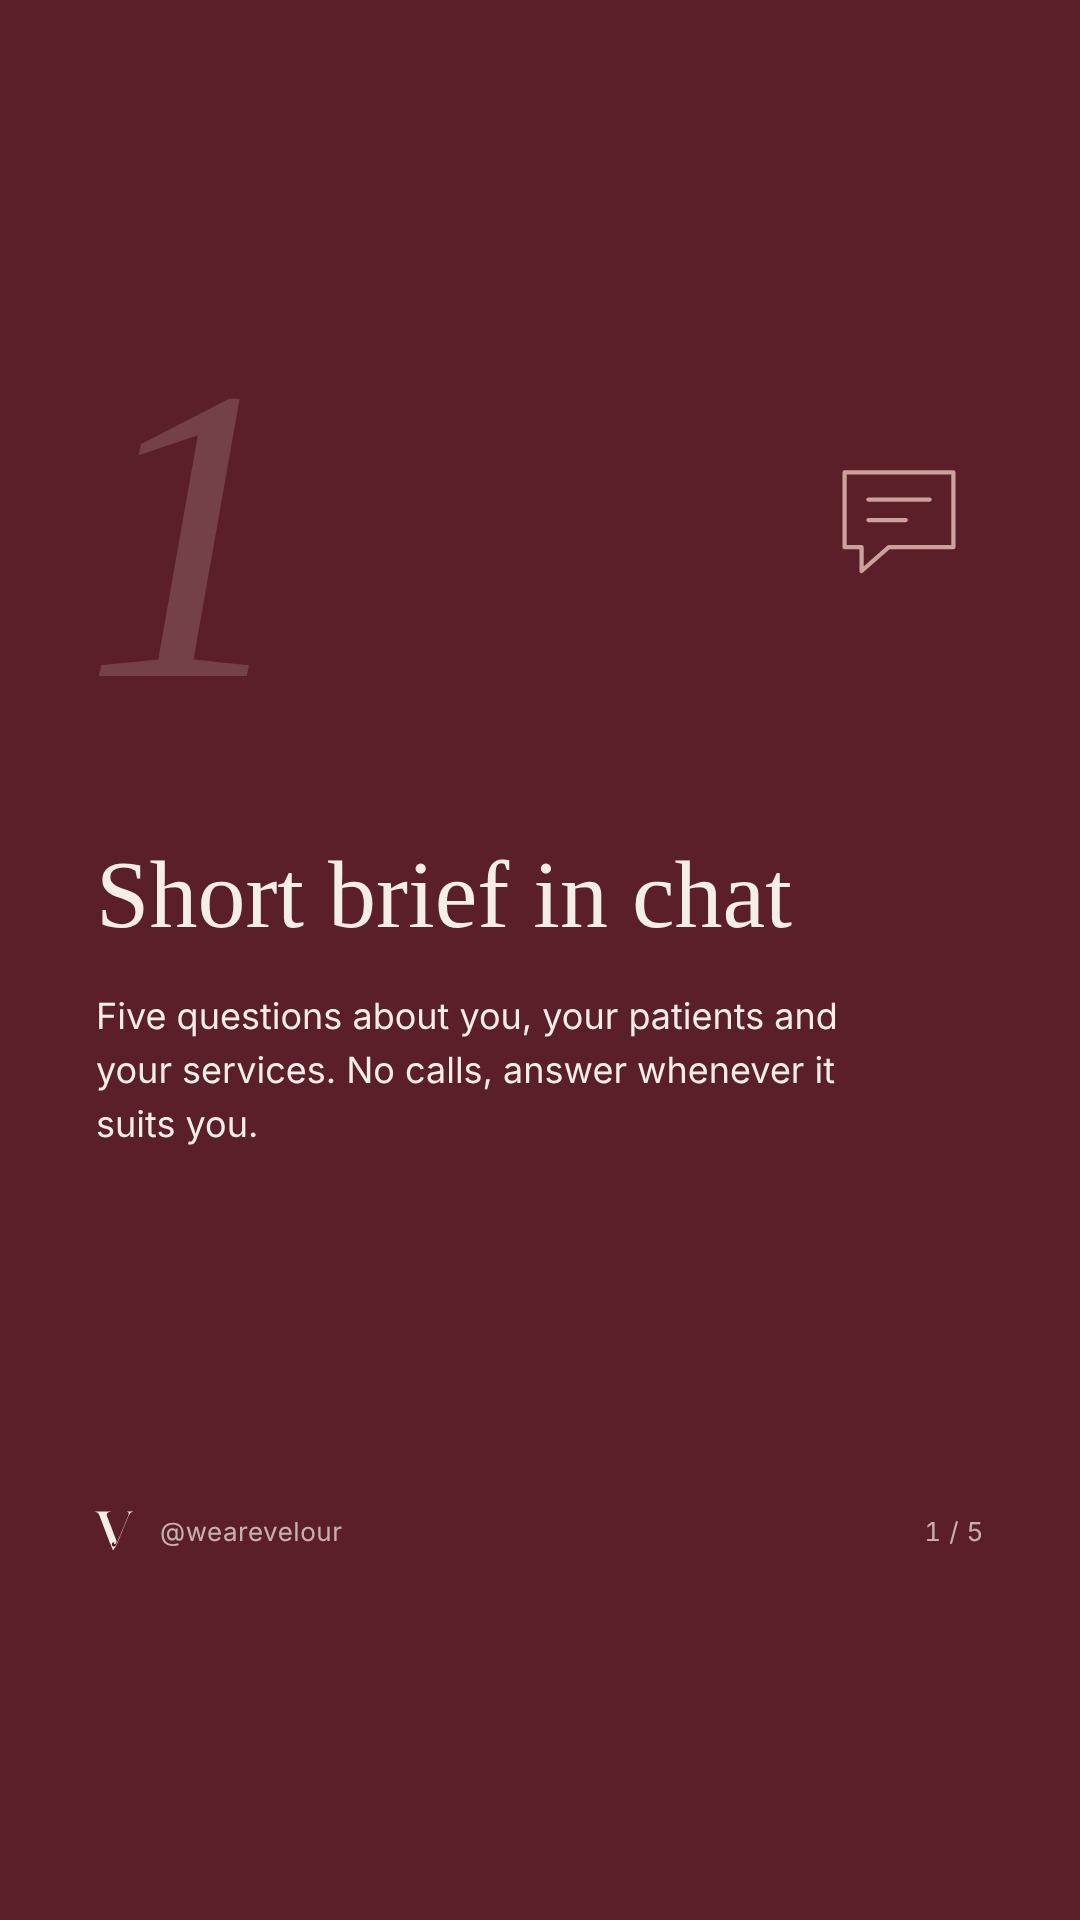 1
Short brief in chat
Five questions about you, your patients and
your services. No calls, answer whenever it
suits you.
V @wearevelour
1 / 5